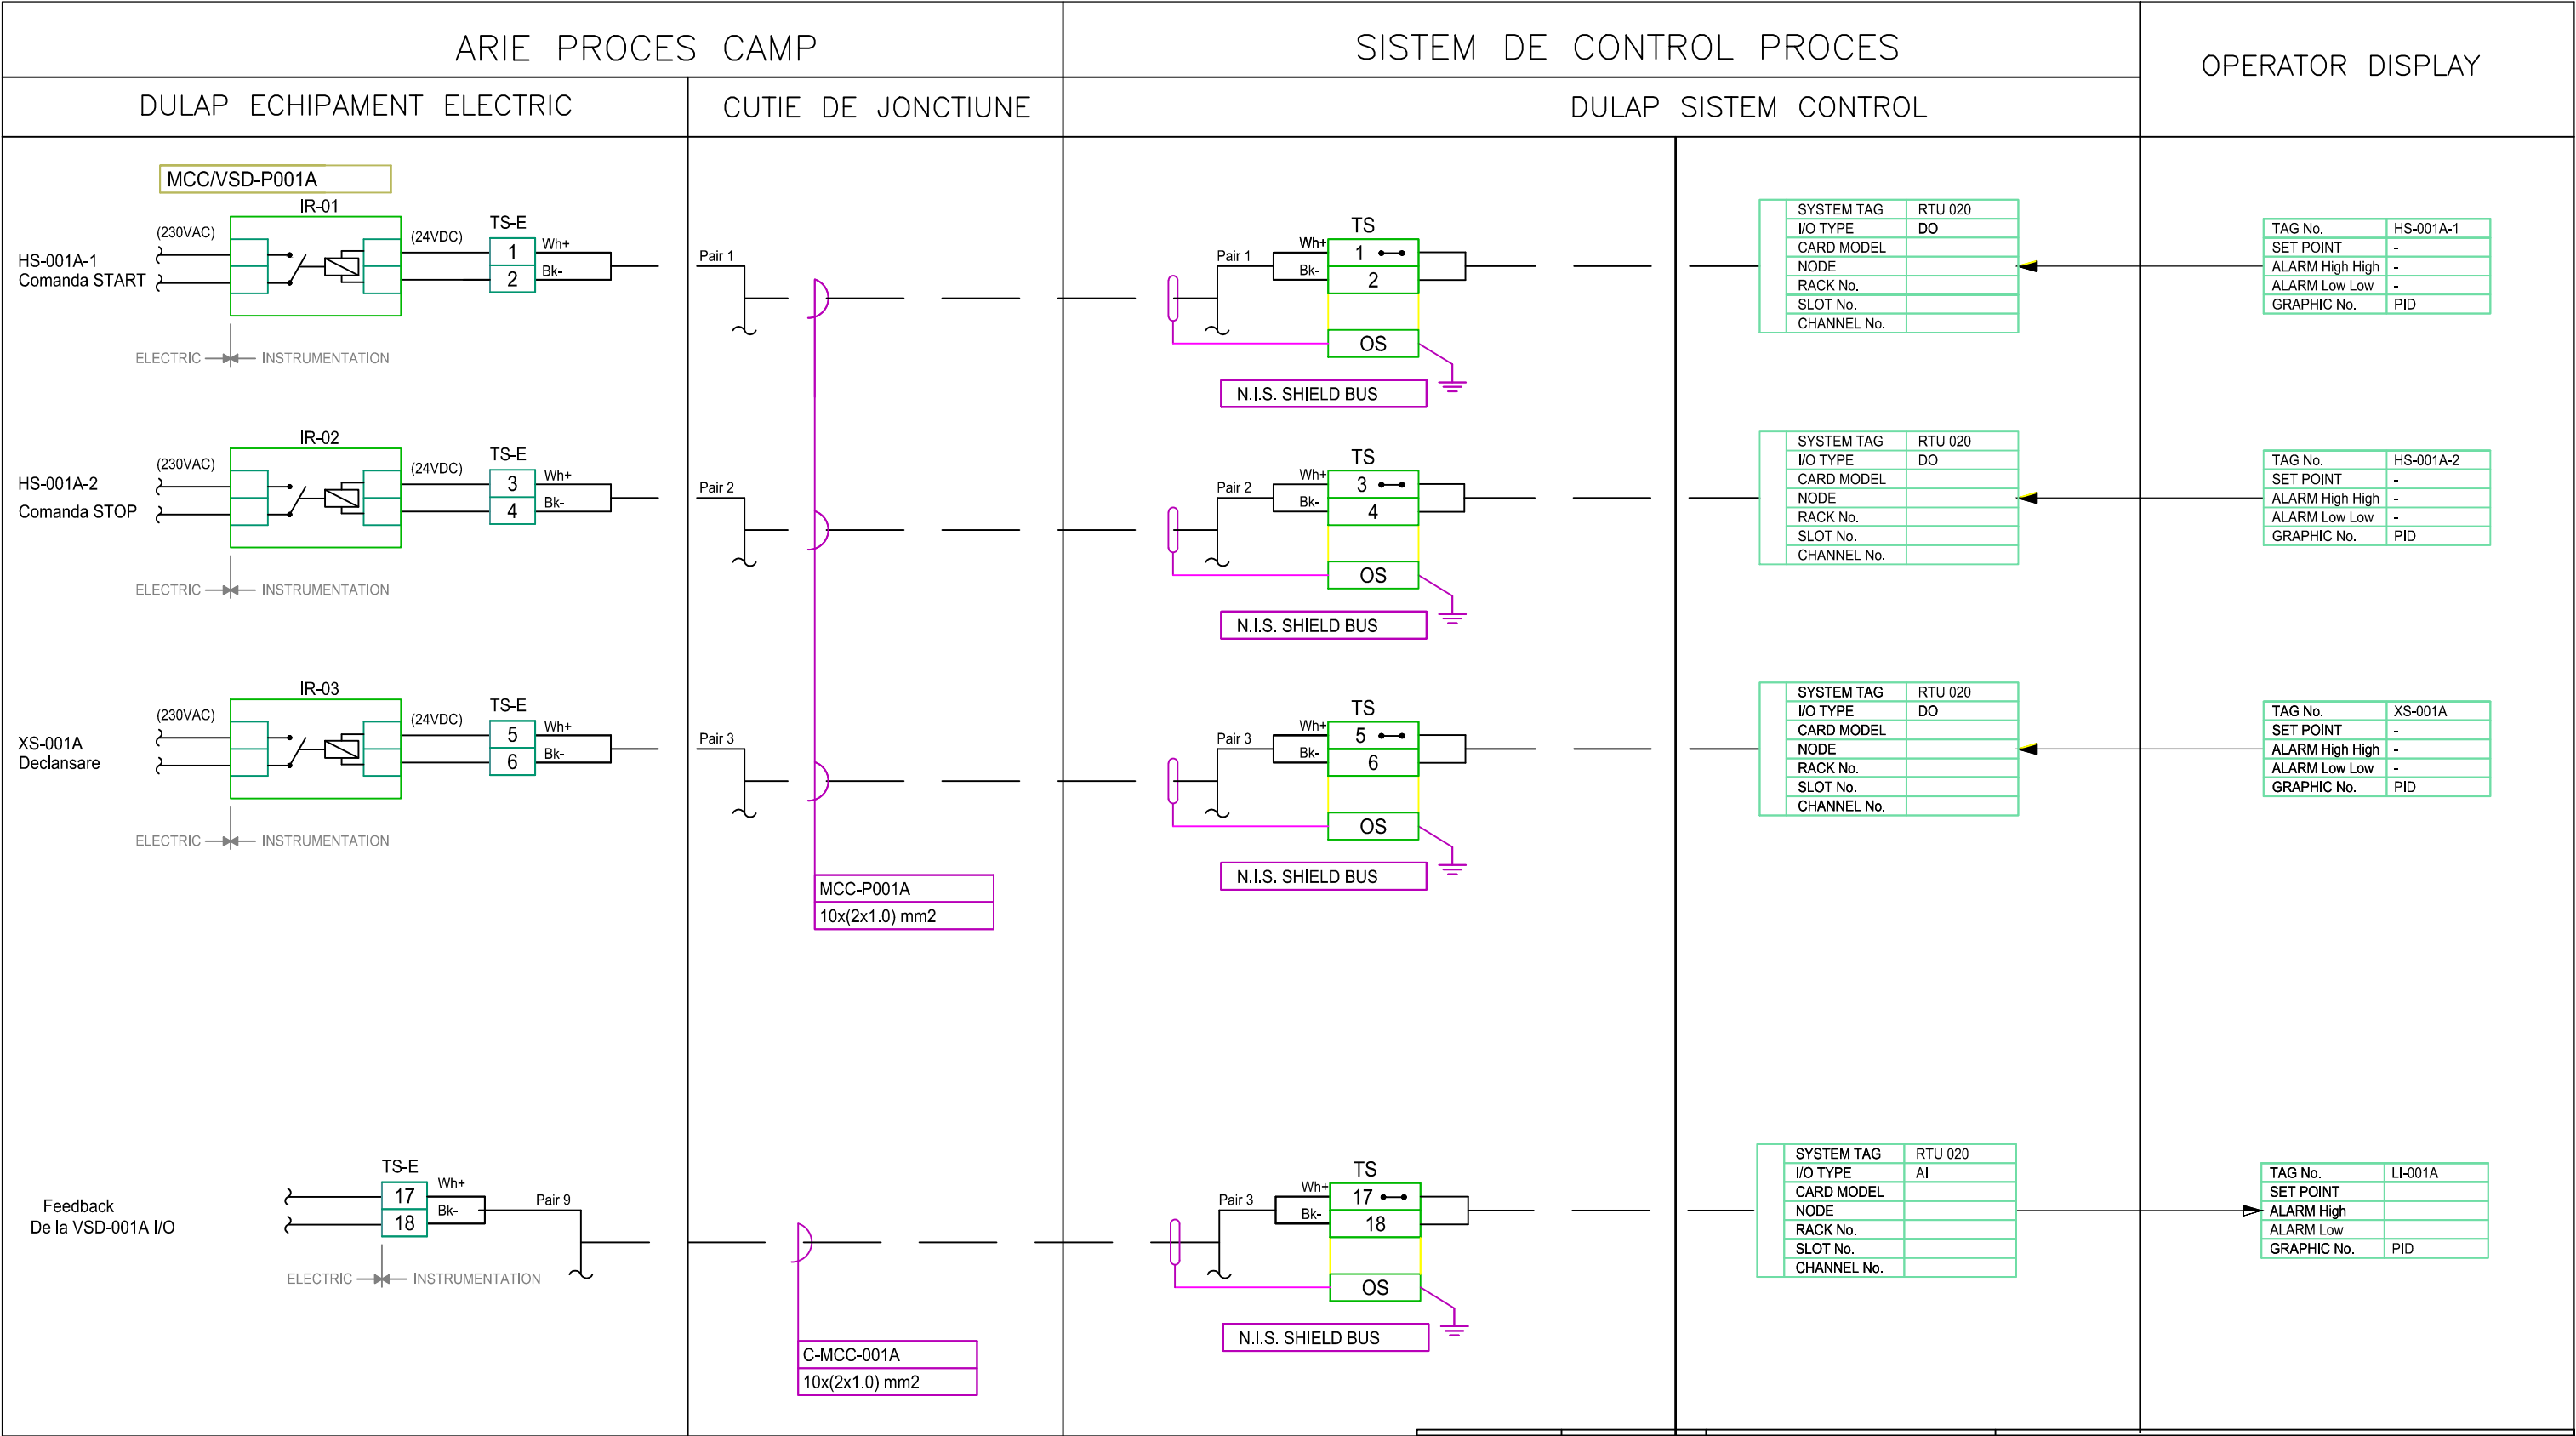 ARIE PROCES CAMP
SISTEM DE CONTROL PROCES
OPERATOR DISPLAY
DULAP ECHIPAMENT ELECTRIC
CUTIE DE JONCTIUNE
DULAP SISTEM CONTROL
MCC/VSD-P001A
IR-01
(230VAC)
(24VDC)
TS-E
HS-001A-1
Comanda START
1
2
Wh+
Bk-
ELECTRIC
INSTRUMENTATION
Pair 1
Pair 1
Wh+
Bk-
TS
1
2
OS
N.I.S. SHIELD BUS
SYSTEM TAG RTU 020
I/O TYPE DO
CARD MODEL
NODE
RACK No.
SLOT No.
CHANNEL No.
TAG No. HS-001A-1
SET POINT -
ALARM High High -
ALARM Low Low -
GRAPHIC No. PID
IR-02
(230VAC)
(24VDC)
TS-E
HS-001A-2
Comanda STOP
3
4
Wh+
Bk-
ELECTRIC
INSTRUMENTATION
Pair 2
Pair 2
Wh+
Bk-
TS
3
4
OS
N.I.S. SHIELD BUS
SYSTEM TAG RTU 020
I/O TYPE DO
CARD MODEL
NODE
RACK No.
SLOT No.
CHANNEL No.
TAG No. HS-001A-2
SET POINT -
ALARM High High -
ALARM Low Low -
GRAPHIC No. PID
IR-03
(230VAC)
(24VDC)
TS-E
XS-001A
Declansare
5
6
Wh+
Bk-
ELECTRIC
INSTRUMENTATION
Pair 3
MCC-P001A
10x(2x1.0) mm2
Pair 3
Wh+
Bk-
TS
5
6
OS
N.I.S. SHIELD BUS
SYSTEM TAG RTU 020
I/O TYPE DO
CARD MODEL
NODE
RACK No.
SLOT No.
CHANNEL No.
TAG No. XS-001A
SET POINT -
ALARM High High -
ALARM Low Low -
GRAPHIC No. PID
Feedback
De la VSD-001A I/O
TS-E
17
18
Wh+
Bk-
Pair 9
ELECTRIC
INSTRUMENTATION
C-MCC-001A
10x(2x1.0) mm2
Pair 3
Wh+
Bk-
TS
17
18
OS
N.I.S. SHIELD BUS
SYSTEM TAG RTU 020
I/O TYPE AI
CARD MODEL
NODE
RACK No.
SLOT No.
CHANNEL No.
TAG No. LI-001A
SET POINT
ALARM High
ALARM Low
GRAPHIC No. PID